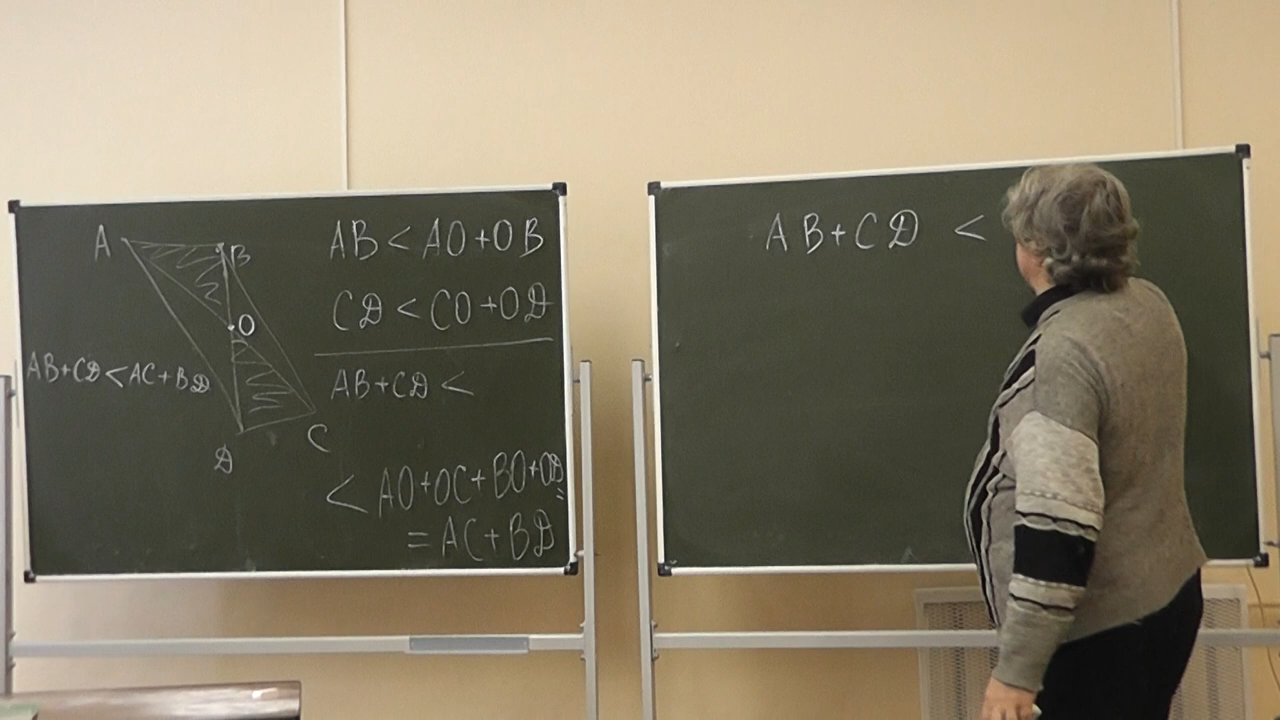 A
B
O
AB+CD<AC+BD
C
D
AB<AO+OB
CD<CO+OD
AB+CD<
<AO+OC+BO+OD=
=AC+BD
AB+CD <